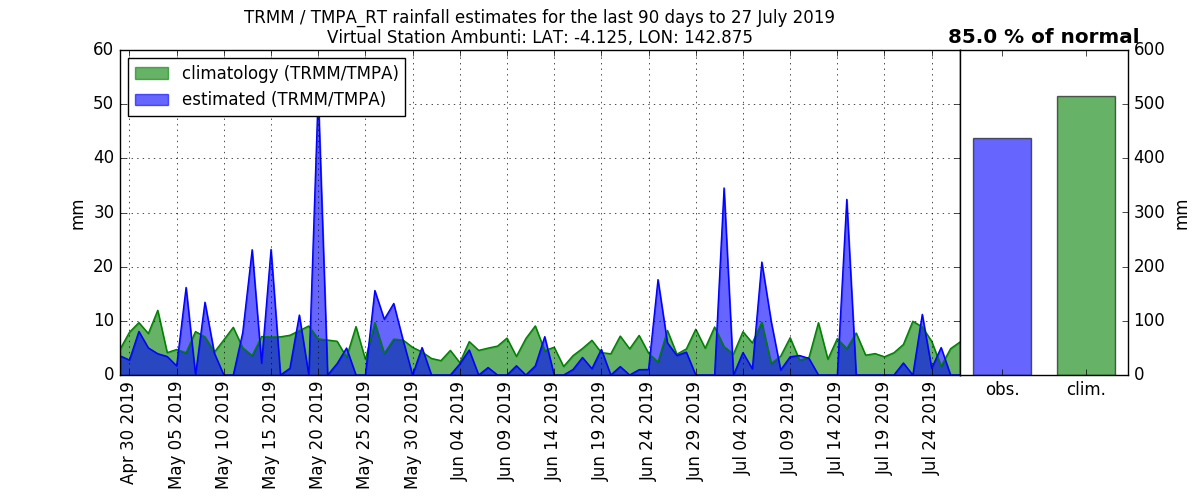 TRMM / TMPA_RT rainfall estimates for the last 90 days to 27 July 2019
Virtual Station Ambunti: LAT: -4.125, LON: 142.875
85.0 % of normal
climatology (TRMM/TMPA)
estimated (TRMM/TMPA)
60
50
40
30
20
10
0
mm
Apr 30 2019
May 05 2019
May 10 2019
May 15 2019
May 20 2019
May 25 2019
May 30 2019
Jun 04 2019
Jun 09 2019
Jun 14 2019
Jun 19 2019
Jun 24 2019
Jun 29 2019
Jul 04 2019
Jul 09 2019
Jul 14 2019
Jul 19 2019
Jul 24 2019
obs.
clim.
600
500
400
300
200
100
0
mm